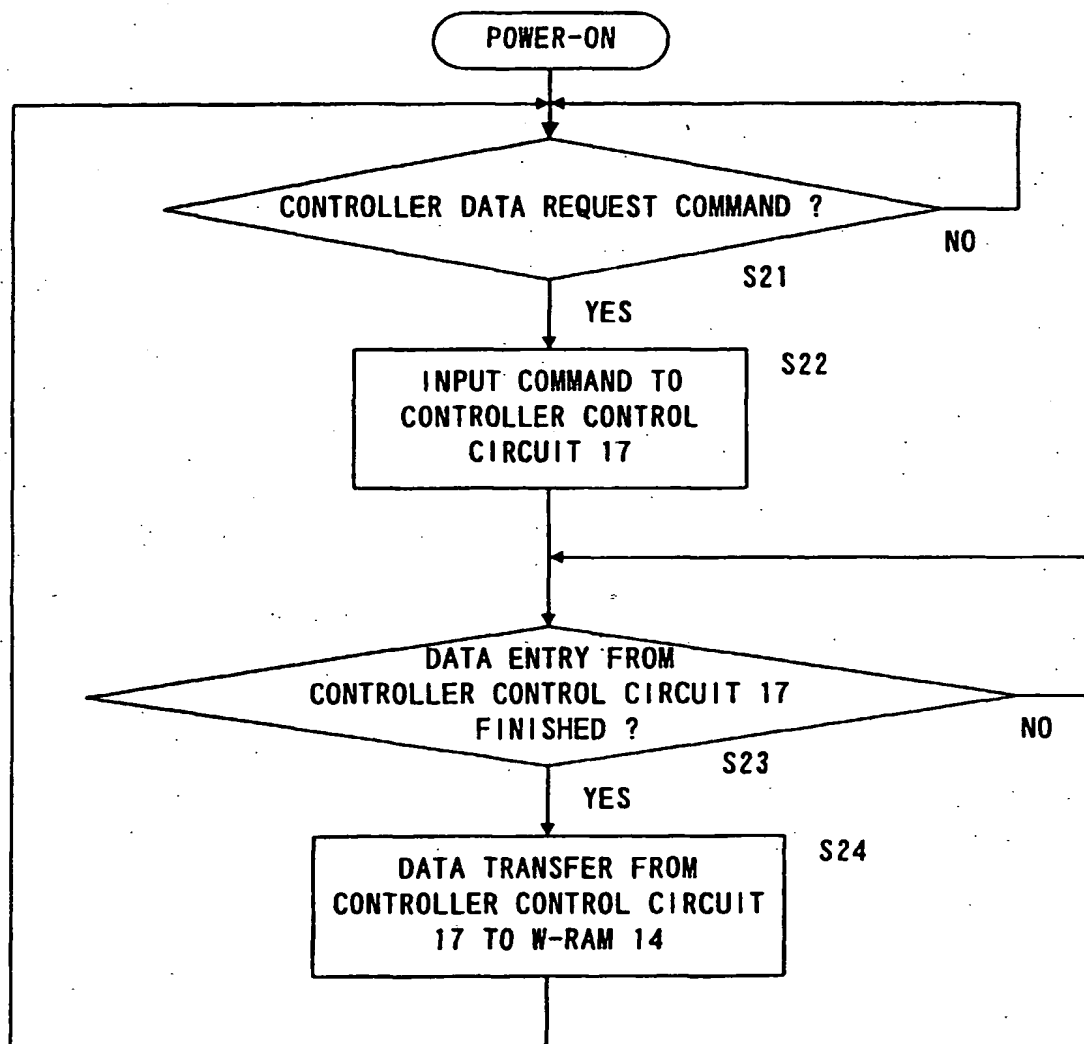 POWER-ON
CONTROLLER DATA REQUEST COMMAND ?
NO
S21
YES
S22
INPUT COMMAND TO
CONTROLLER CONTROL
CIRCUIT 17
DATA ENTRY FROM
CONTROLLER CONTROL CIRCUIT 17
FINISHED ?
NO
S23
YES
S24
DATA TRANSFER FROM
CONTROLLER CONTROL CIRCUIT
17 TO W-RAM 14